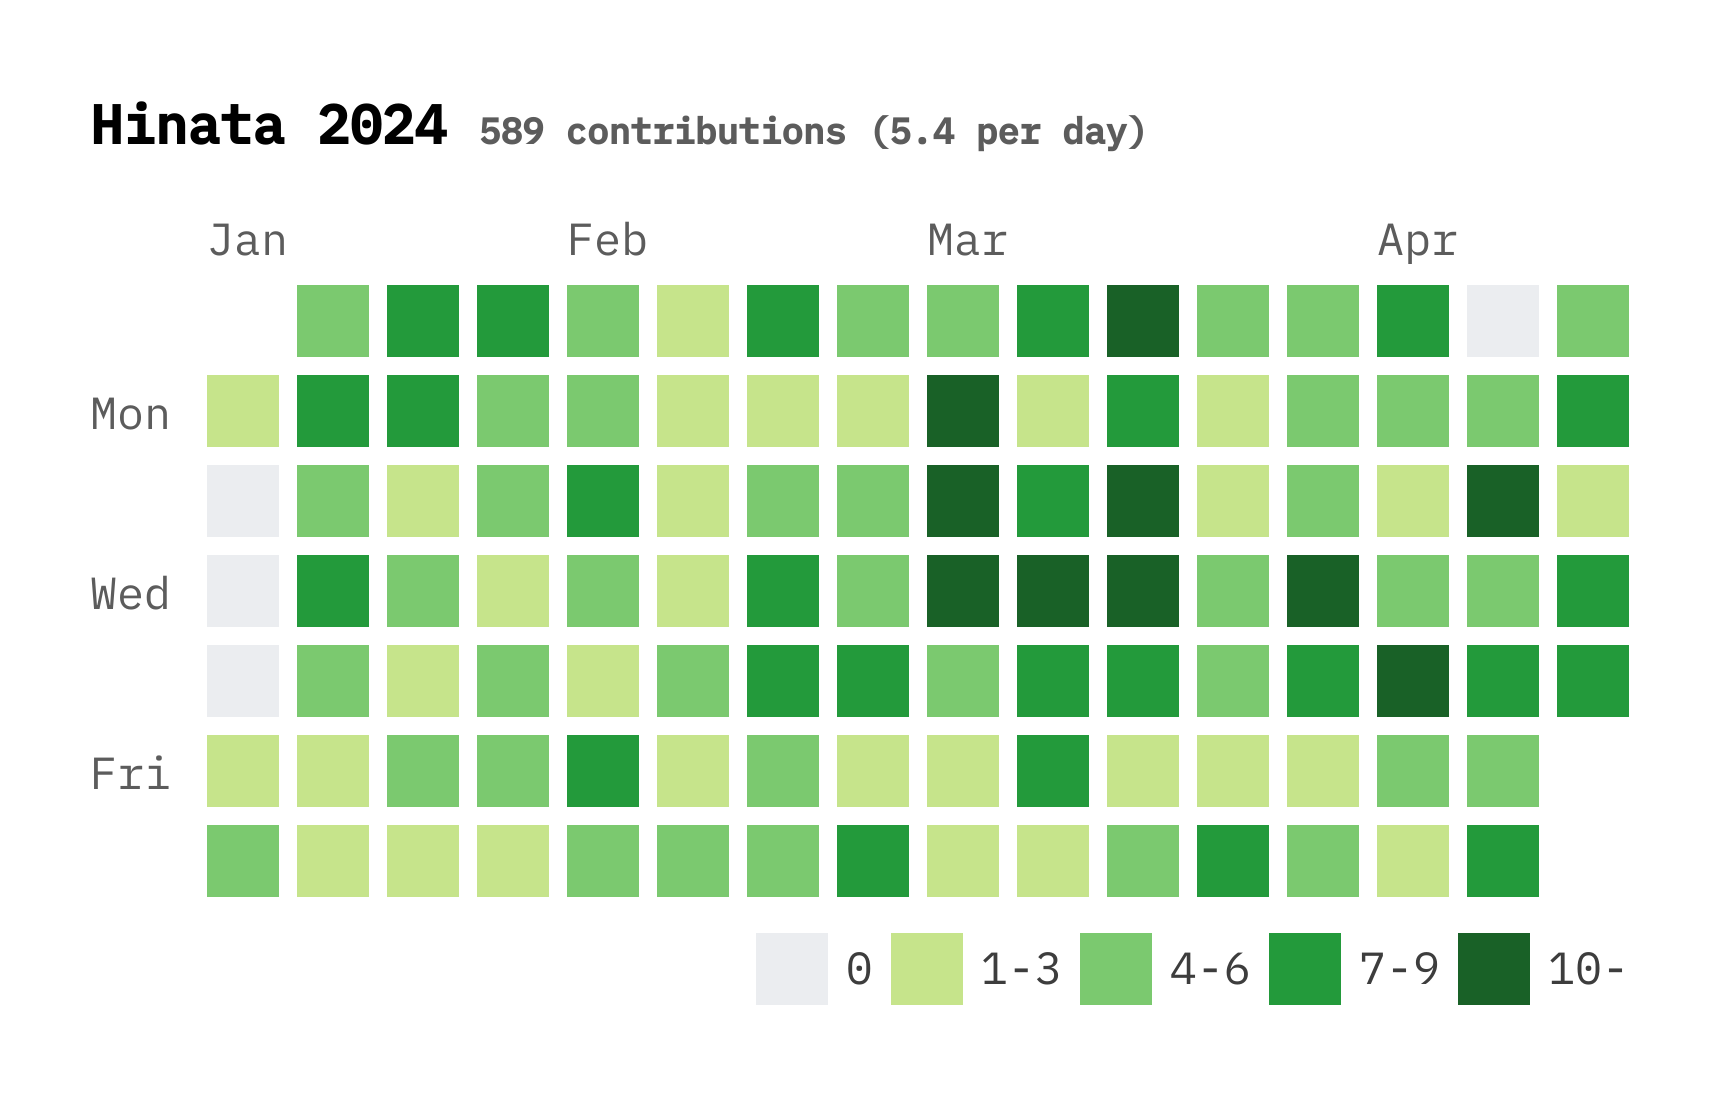 Hinata 2024 589 contributions (5.4 per day)
Jan Feb Mar Apr
Mon
Wed
Fri
0 1-3 4-6 7-9 10-